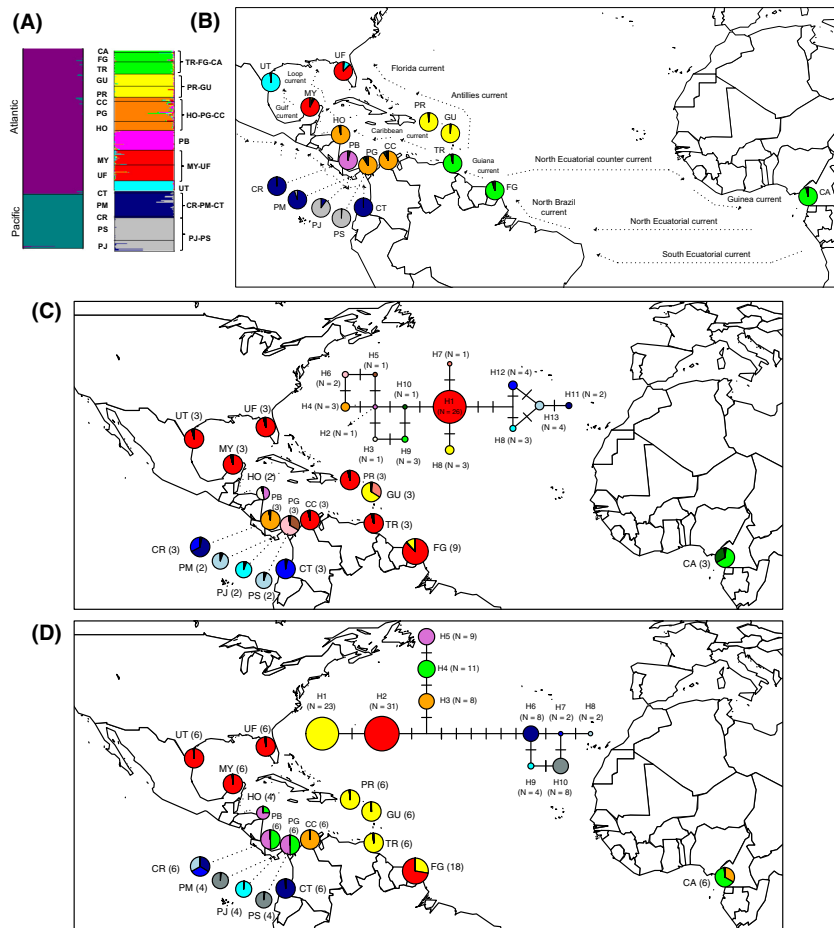 (A)
Atlantic
Pacific
CA
FG
TR
GU
PR
CC
PG
HO
PB
MY
UF
UT
CT
PM
CR
PS
PJ
TR-FG-CA
PR-GU
HO-PG-CC
PB
MY-UF
UT
CR-PM-CT
PJ-PS
(B)
UT
UF
MY
HO
PB
PG
CC
PR
GU
TR
FG
CA
CR
PM
PJ
PS
CT
Florida current
Loop
current
Gulf
current
Antillies current
Caribbean
current
Guiana
current
North Equatorial counter current
North Brazil
current
Guinea current
North Equatorial current
South Equatorial current
(C)
H6
(N = 2)
H5
(N = 1)
H7 (N = 1)
H12 (N = 4)
H4 (N = 3)
H10
(N = 1)
H1
(N = 26)
H11 (N = 2)
H13
(N = 4)
H2 (N = 1)
H3
(N = 1)
H9
(N = 3)
H8 (N = 3)
H8 (N = 3)
UT (3)
UF (3)
MY (3)
HO (2)
PB
(3)
PG
(3)
CC (3)
PR (3)
GU (3)
TR (3)
FG (9)
CA (3)
CR (3)
PM (2)
PJ (2)
PS (2)
CT (3)
(D)
H5 (N = 9)
H4 (N = 11)
H3 (N = 8)
H1
(N = 23)
H2
(N = 31)
H6
(N = 8)
H7
(N = 2)
H8
(N = 2)
H9
(N = 4)
H10
(N = 8)
UT (6)
UF (6)
MY (6)
HO (4)
PB
(6)
PG
(6)
CC (6)
PR (6)
GU (6)
TR (6)
FG (18)
CA (6)
CR (6)
PM (4)
PJ (4)
PS (4)
CT (6)